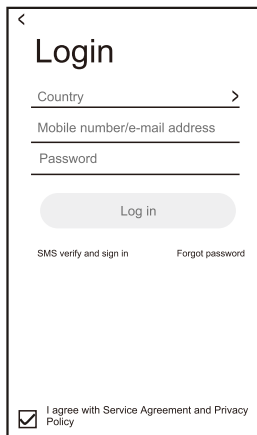 Login
Country
Mobile number/e-mail address
Password
Log in
SMS verify and sign in
Forgot password
I agree with Service Agreement and Privacy
Policy